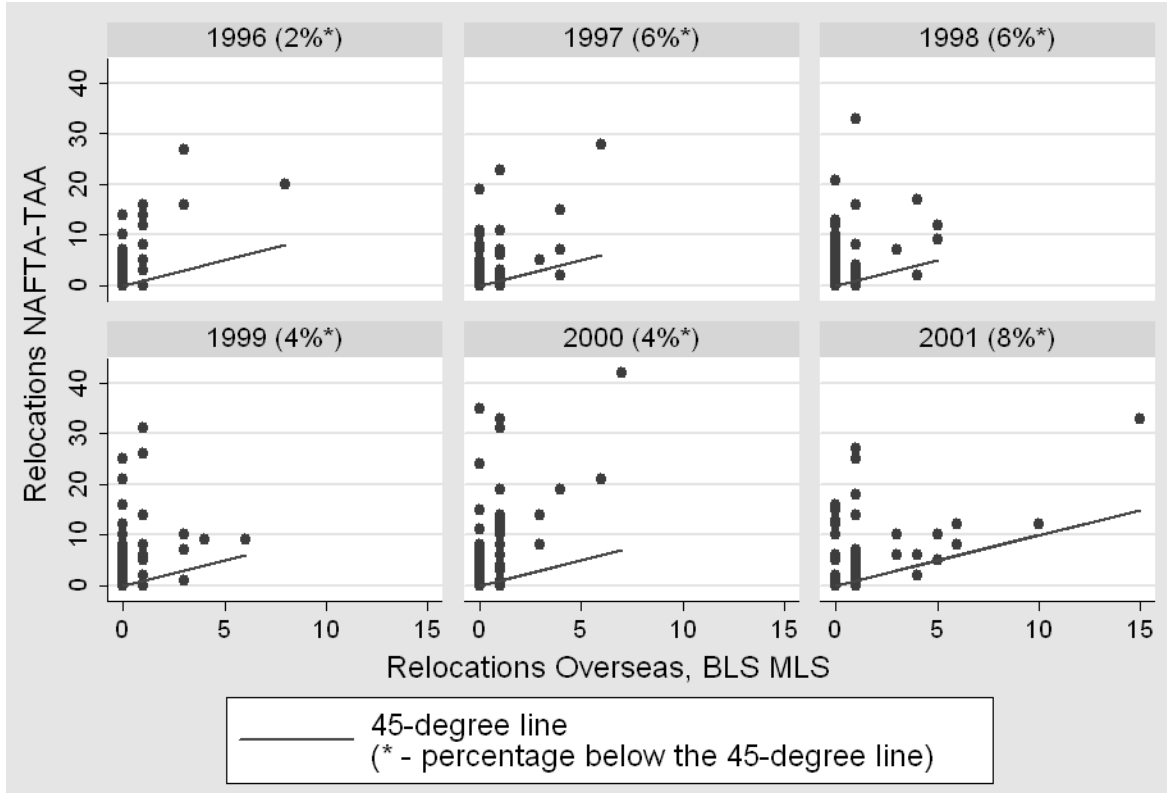 1996 (2%*)
1997 (6%*)
1998 (6%*)
40
30
20
10
0
1999 (4%*)
2000 (4%*)
2001 (8%*)
40
30
20
10
0
0 5 10 15
0 5 10 15
0 5 10 15
Relocations NAFTA-TAA
Relocations Overseas, BLS MLS
45-degree line
(* - percentage below the 45-degree line)